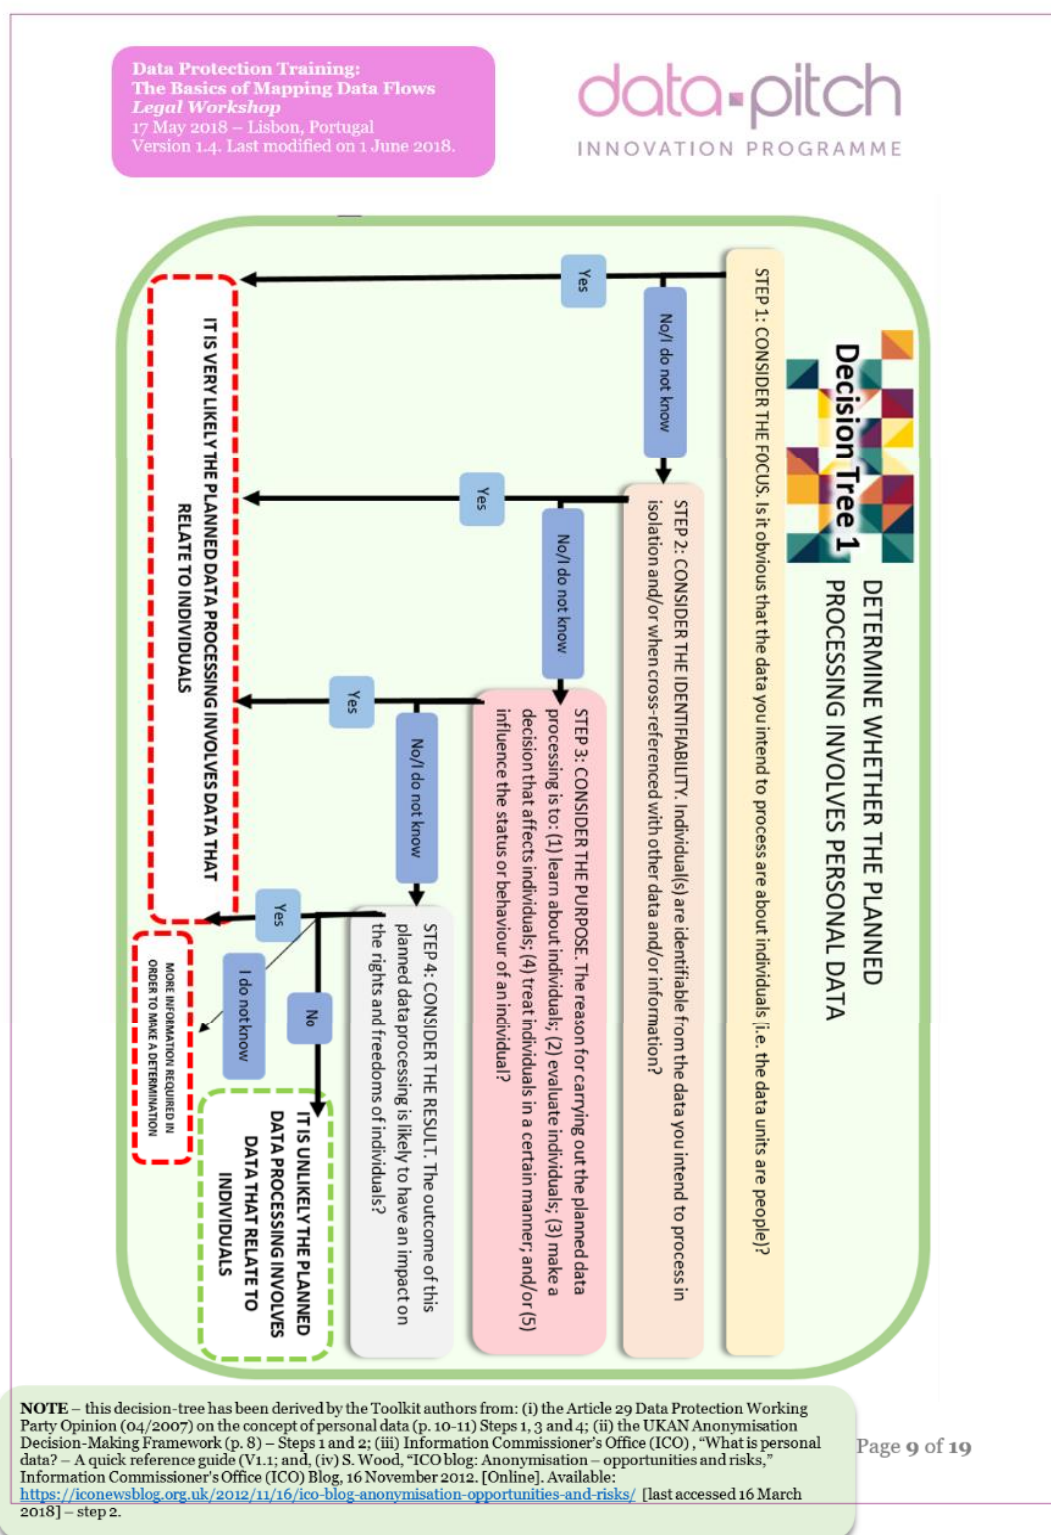 Data Protection Training:
The Basics of Mapping Data Flows
Legal Workshop
17 May 2018 – Lisbon, Portugal
Version 1.4. Last modified on 1 June 2018.
data-pitch
INNOVATION PROGRAMME
Decision Tree 1
DETERMINE WHETHER THE PLANNED
PROCESSING INVOLVES PERSONAL DATA
STEP 1: CONSIDER THE FOCUS. Is it obvious that the data you intend to process are about individuals (i.e. the data units are people)?
Yes
No/I do not know
STEP 2: CONSIDER THE IDENTIFIABILITY. Individual(s) are identifiable from the data you intend to process in
isolation and/or when cross-referenced with other data and/or information?
Yes
No/I do not know
STEP 3: CONSIDER THE PURPOSE. The reason for carrying out the planned data
processing is to: (1) learn about individuals; (2) evaluate individuals; (3) make a
decision that affects individuals; (4) treat individuals in a certain manner; and/or (5)
influence the status or behaviour of an individual?
Yes
No/I do not know
STEP 4: CONSIDER THE RESULT. The outcome of this
planned data processing is likely to have an impact on
the rights and freedoms of individuals?
Yes
I do not know
No
IT IS VERY LIKELY THE PLANNED DATA PROCESSING INVOLVES DATA THAT
RELATE TO INDIVIDUALS
MORE INFORMATION REQUIRED IN
ORDER TO MAKE A DETERMINATION
IT IS UNLIKELY THE PLANNED
DATA PROCESSING INVOLVES
DATA THAT RELATE TO
INDIVIDUALS
NOTE – this decision-tree has been derived by the Toolkit authors from: (i) the Article 29 Data Protection Working
Party Opinion (04/2007) on the concept of personal data (p. 10-11) Steps 1, 3 and 4; (ii) the UKAN Anonymisation
Decision-Making Framework (p. 8) – Steps 1 and 2; (iii) Information Commissioner's Office (ICO) , "What is personal
data? – A quick reference guide (V1.1; and, (iv) S. Wood, "ICO blog: Anonymisation – opportunities and risks,"
Information Commissioner's Office (ICO) Blog, 16 November 2012. [Online]. Available:
https://iconewsblog.org.uk/2012/11/16/ico-blog-anonymisation-opportunities-and-risks/ [last accessed 16 March
2018] – step 2.
Page 9 of 19